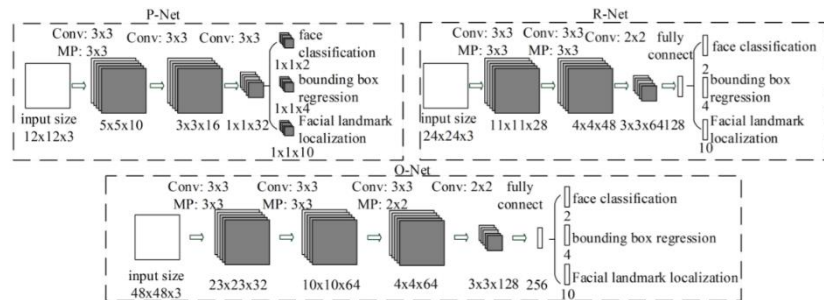 P-Net
Conv: 3x3 Conv: 3x3 Conv: 3x3
MP: 3x3
face
classification
1x1x2
bounding box
regression
1x1x4
Facial landmark
localization
1x1x10
input size
12x12x3
5x5x10
3x3x16
1x1x32
R-Net
Conv: 3x3 Conv: 3x3 Conv: 2x2 fully
MP: 3x3 MP: 3x3 connect
face classification
2
bounding box
4 regression
Facial landmark
10 localization
input size
24x24x3
11x11x28
4x4x48
3x3x64
128
O-Net
Conv: 3x3 Conv: 3x3 Conv: 3x3 Conv: 2x2 fully
MP: 3x3 MP: 3x3 MP: 2x2 connect
face classification
2
bounding box regression
4
Facial landmark localization
10
input size
48x48x3
23x23x32
10x10x64
4x4x64
3x3x128
256